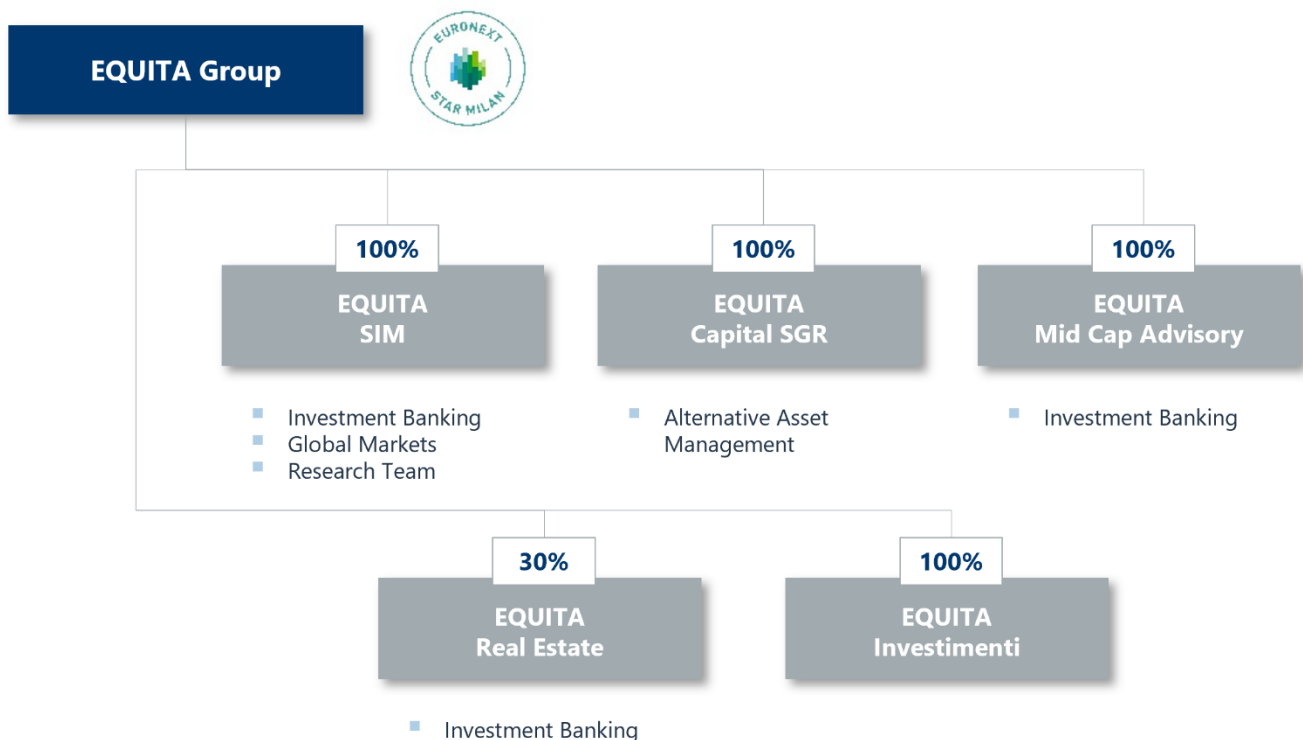 EQUITA Group
EURONEXT
STAR MILAN
100%
EQUITA
SIM
Investment Banking
Global Markets
Research Team
100%
EQUITA
Capital SGR
Alternative Asset
Management
100%
EQUITA
Mid Cap Advisory
Investment Banking
30%
EQUITA
Real Estate
Investment Banking
100%
EQUITA
Investimenti